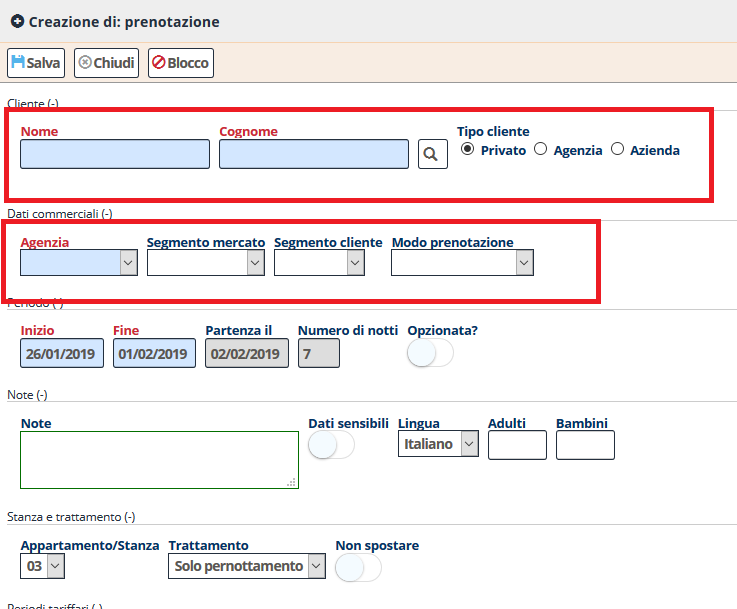 Creazione di: prenotazione
Salva Chiudi Blocco
Cliente (-)
Nome Cognome Tipo cliente
Privato Agenzia Azienda
Dati commerciali (-)
Agenzia Segmento mercato Segmento cliente Modo prenotazione
Periodo (-)
Inizio Fine Partenza il Numero di notti Opzionata?
26/01/2019 01/02/2019 02/02/2019 7
Note (-)
Note Dati sensibili Lingua Adulti Bambini
Italiano
Stanza e trattamento (-)
Appartamento/Stanza Trattamento Non spostare
03 Solo pernottamento
Periodi tariffari (-)